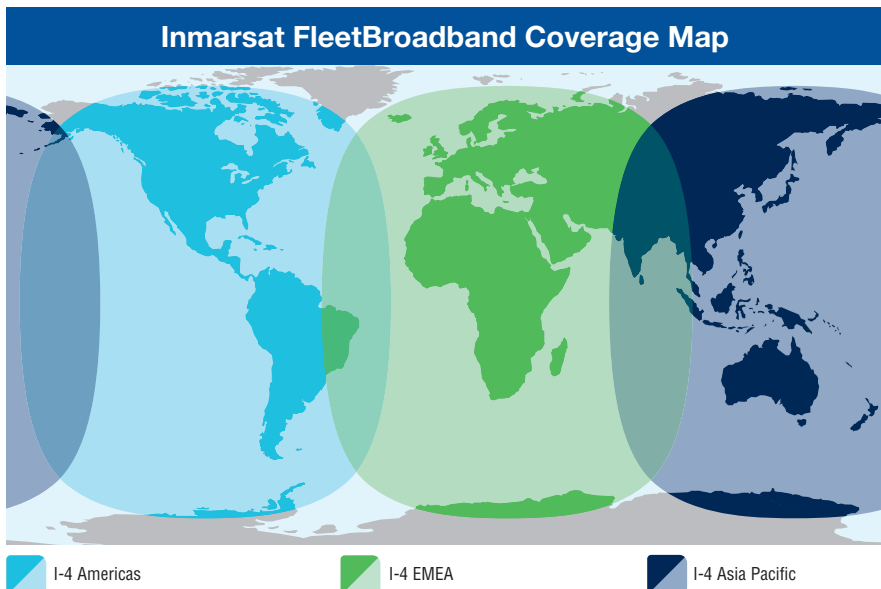 Inmarsat FleetBroadband Coverage Map
I-4 Americas
I-4 EMEA
I-4 Asia Pacific